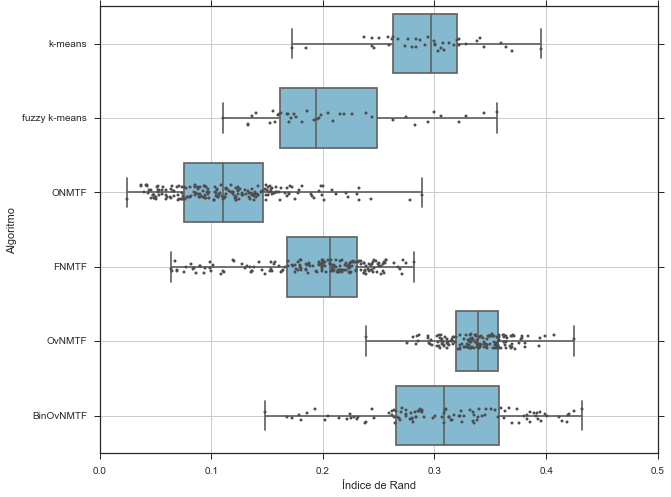 k-means
fuzzy k-means
ONMTF
FNMTF
OvNMTF
BinOvNMTF
Algoritmo
0.0 0.1 0.2 0.3 0.4 0.5
Índice de Rand